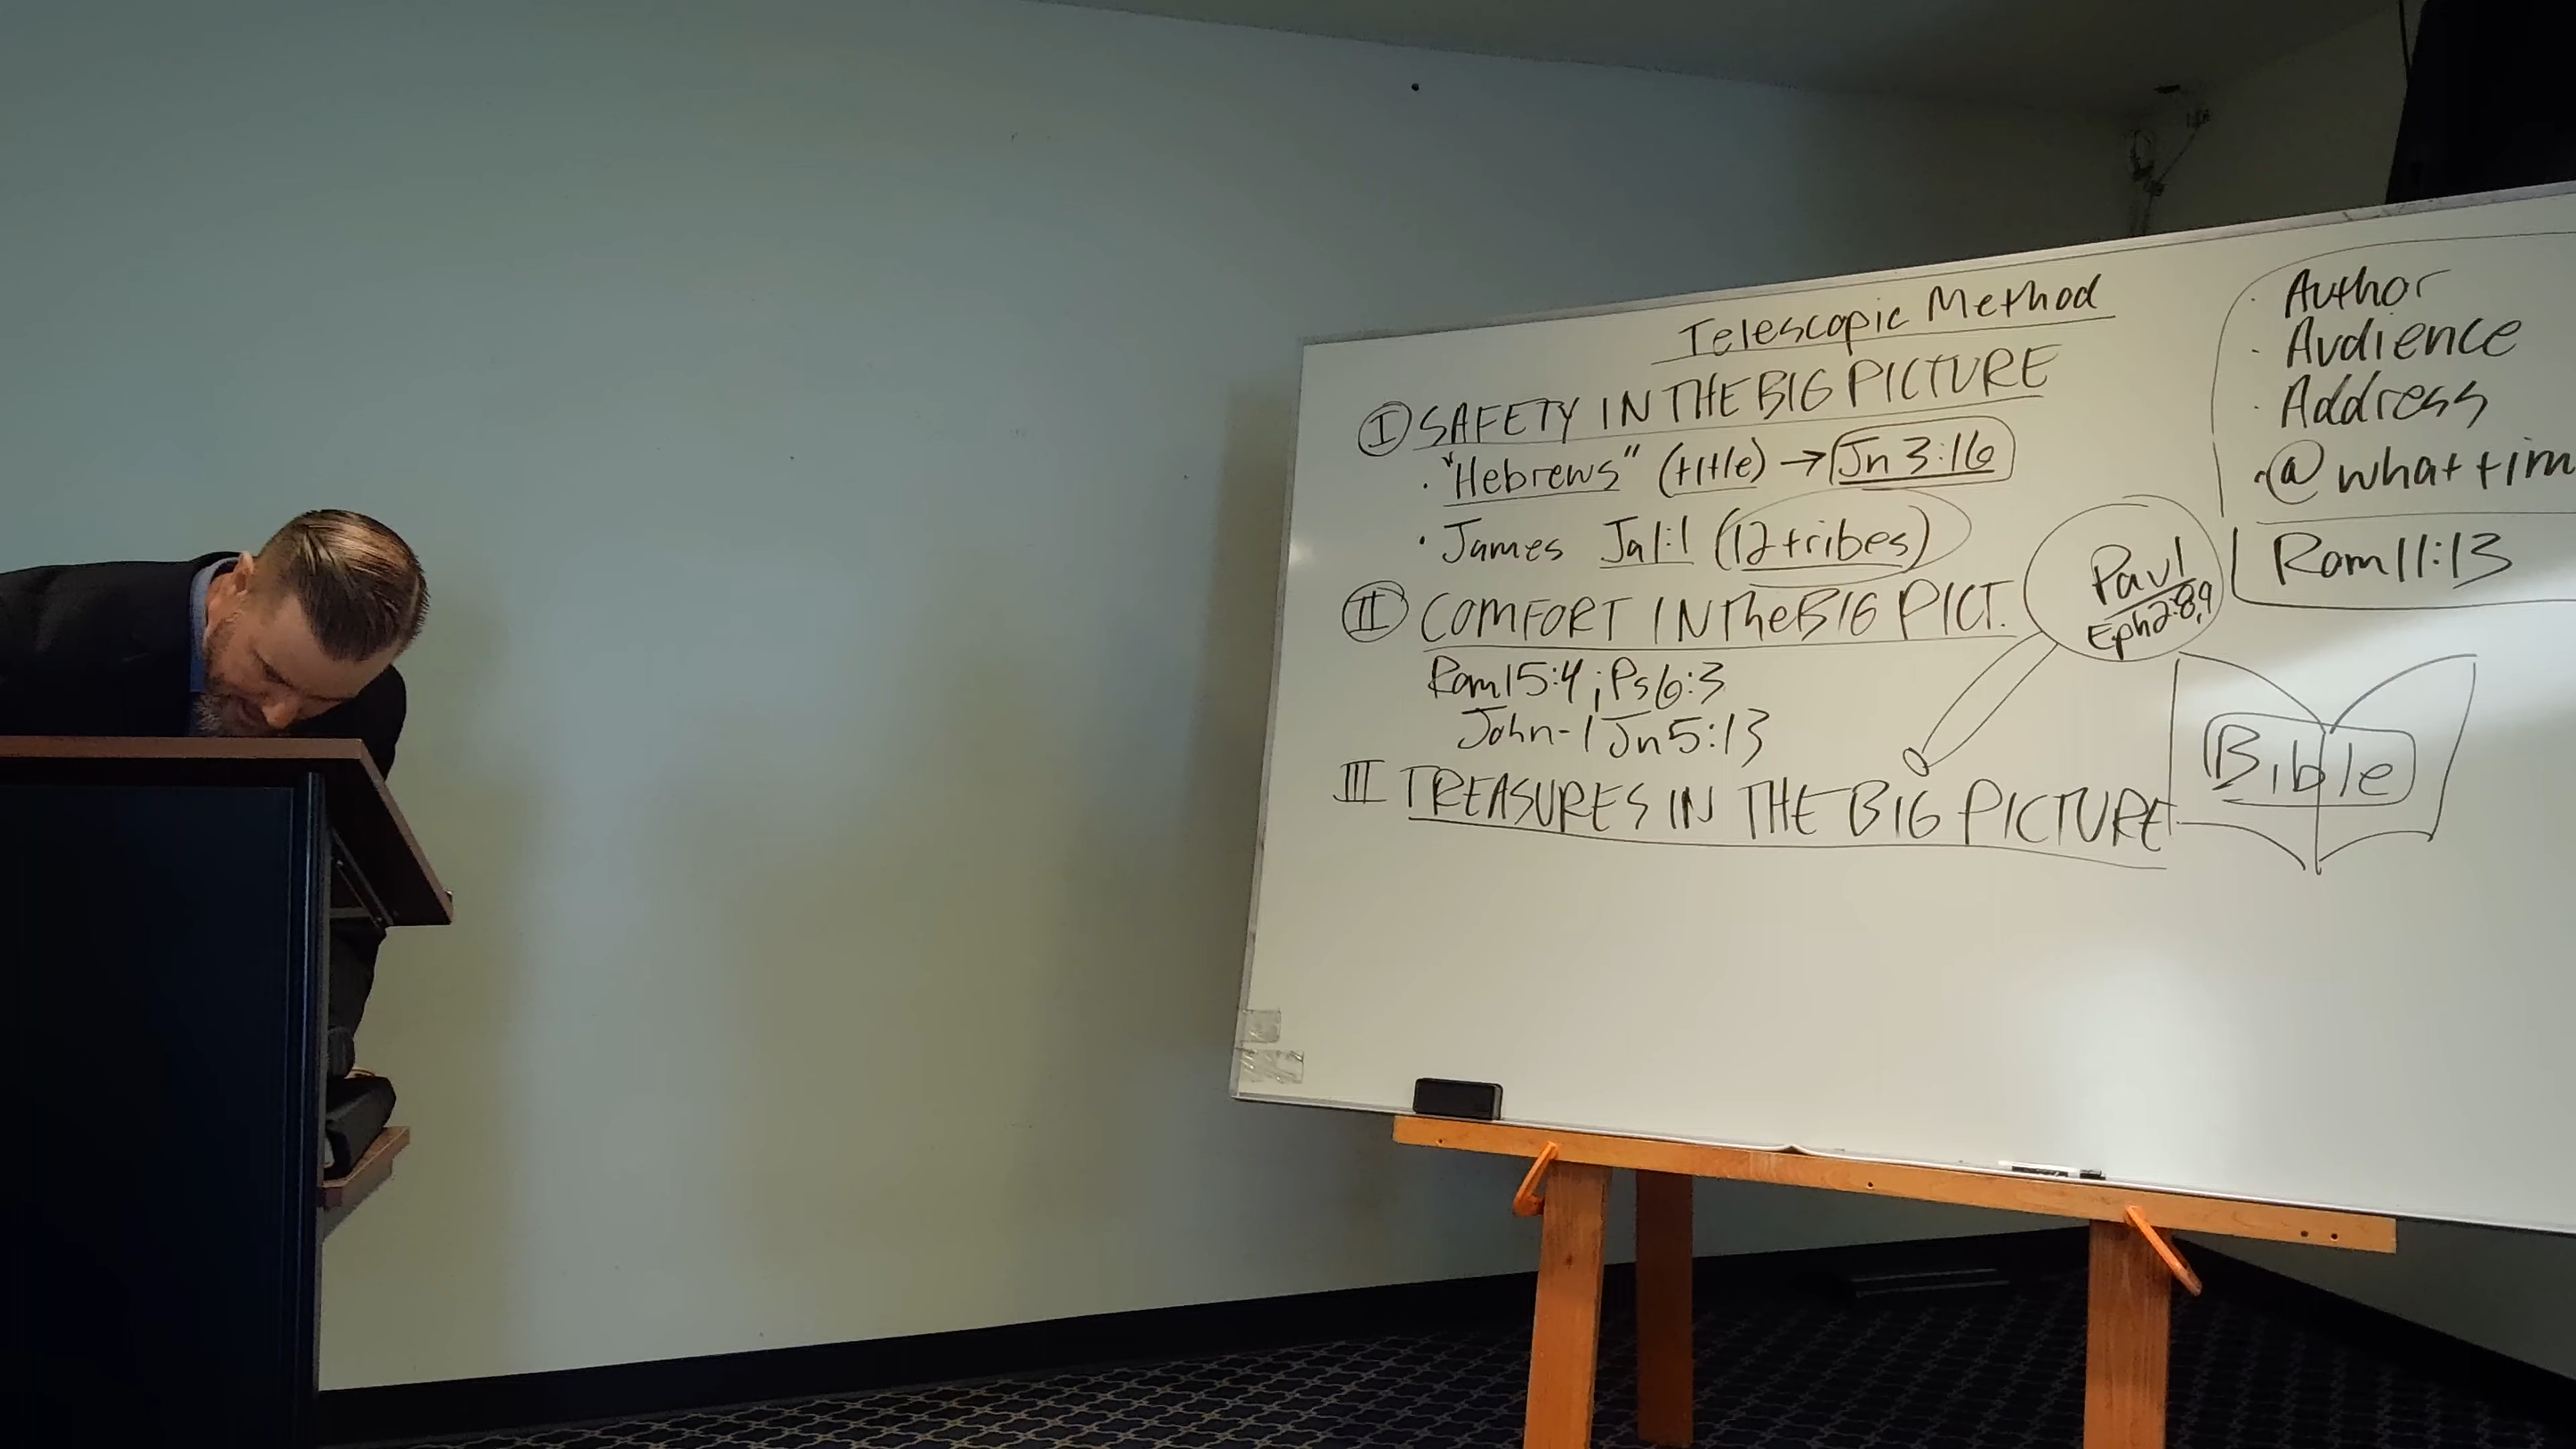 Telescopic Method
I SAFETY IN THE BIG PICTURE
· "Hebrews" (title) → Jn 3:16
· James Ja 1:1 (12 tribes)
II COMFORT IN The BIG PICT.
Rom 15:4 ; Ps 6:3
John - 1 Jn 5:13
III TREASURES IN THE BIG PICTURE
Paul
Eph 2:8,9
· Author
· Audience
· Address
· @ what tim
Rom 11:13
Bible